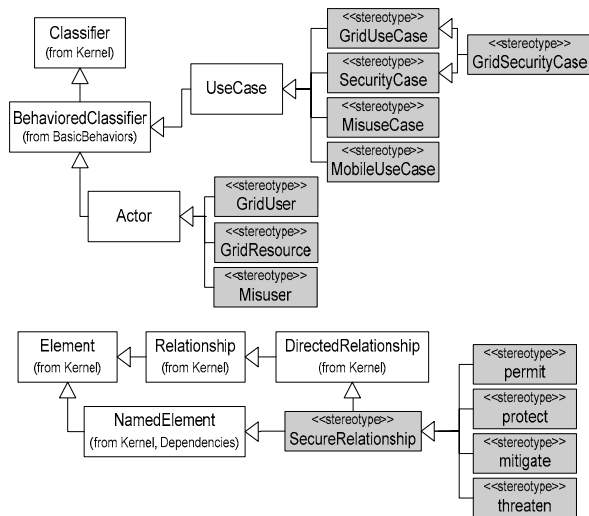 Classifier
(from Kernel)
BehavioredClassifier
(from BasicBehaviors)
UseCase
Actor
<<stereotype>>
GridUseCase
<<stereotype>>
SecurityCase
<<stereotype>>
MisuseCase
<<stereotype>>
MobileUseCase
<<stereotype>>
GridSecurityCase
<<stereotype>>
GridUser
<<stereotype>>
GridResource
<<stereotype>>
Misuser
Element
(from Kernel)
Relationship
(from Kernel)
DirectedRelationship
(from Kernel)
NamedElement
(from Kernel, Dependencies)
<<stereotype>>
SecureRelationship
<<stereotype>>
permit
<<stereotype>>
protect
<<stereotype>>
mitigate
<<stereotype>>
threaten